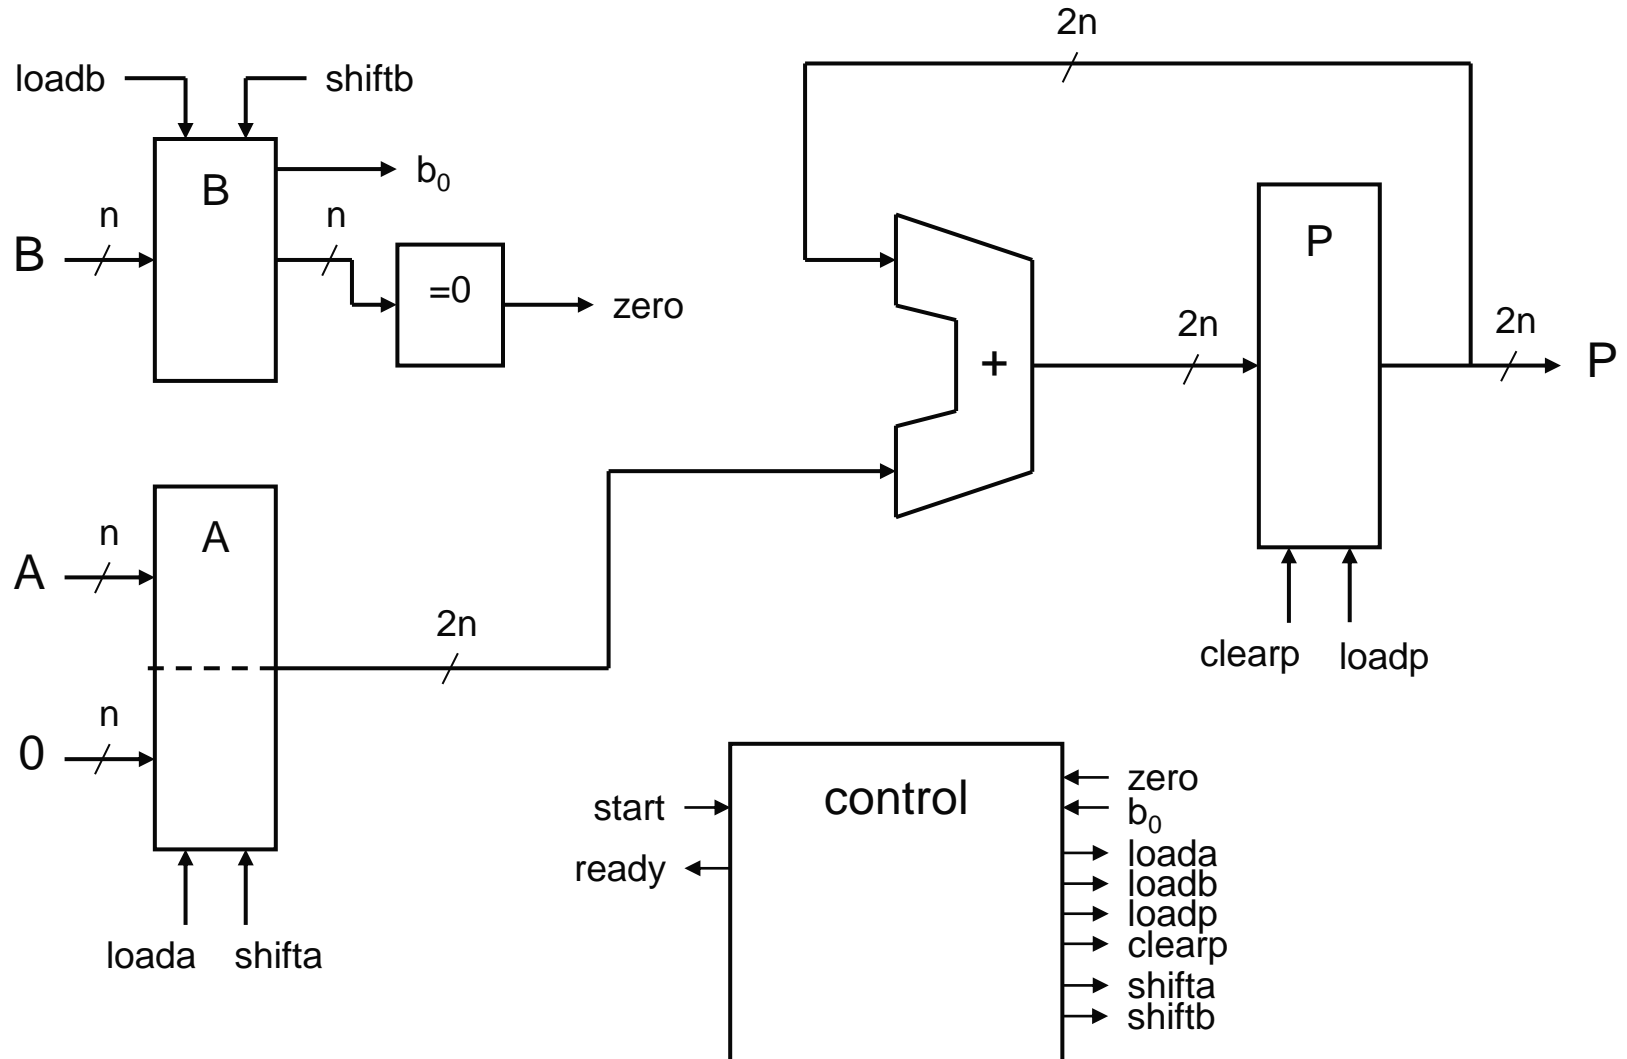 2n
loadb
shiftb
b₀
B
n
n
B
P
=0
zero
+
2n
2n
P
A
n
A
2n
n
0
clearp
loadp
control
start
ready
zero
b₀
loada
loadb
loadp
clearp
shifta
shiftb
loada
shifta